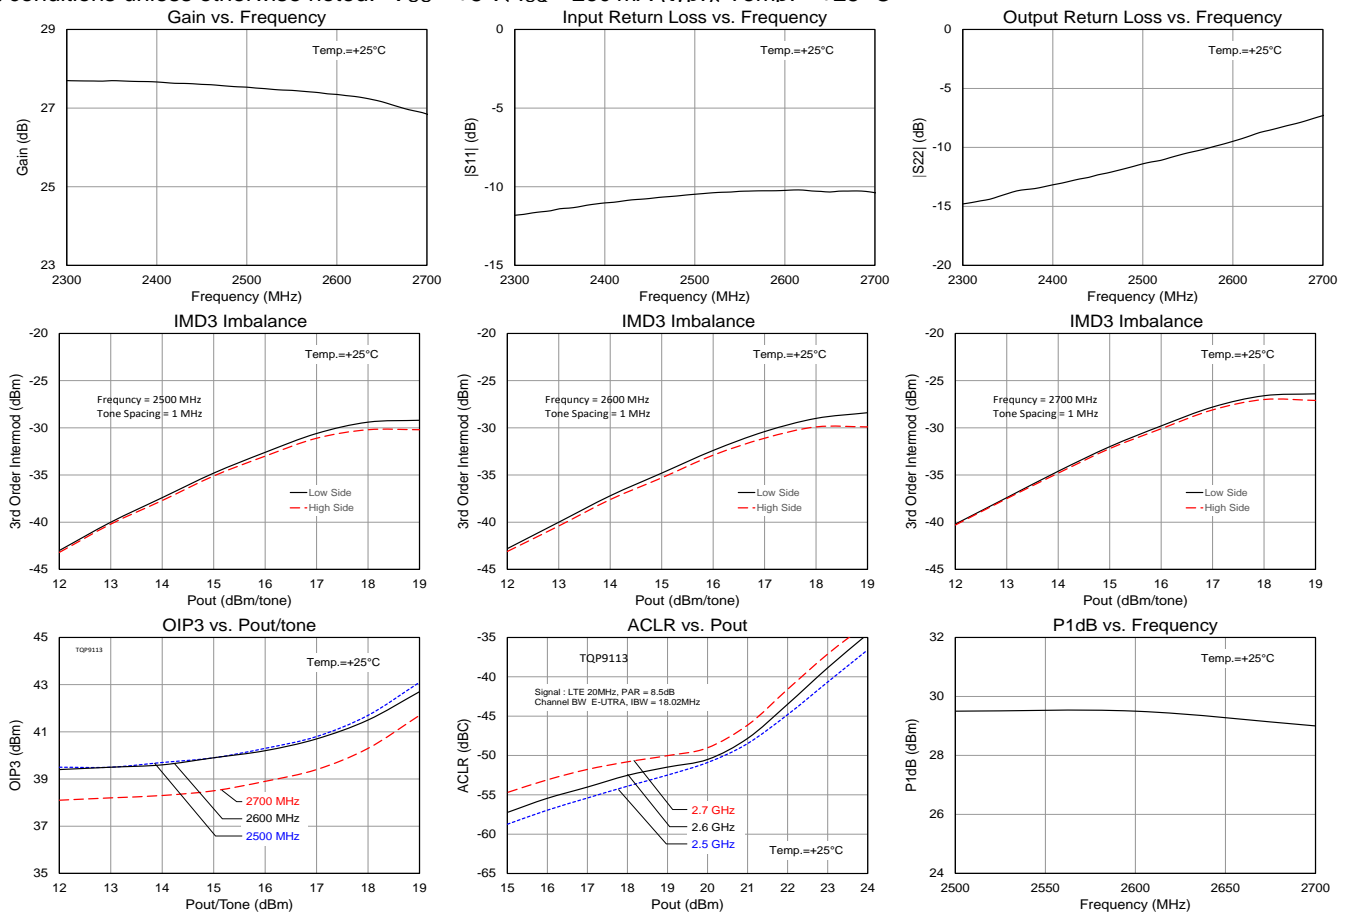 Gain vs. Frequency
29
27
25
23
Gain (dB)
Temp.=+25°C
2300 2400 2500 2600 2700
Frequency (MHz)
Input Return Loss vs. Frequency
0
-5
-10
-15
|S11| (dB)
Temp.=+25°C
2300 2400 2500 2600 2700
Frequency (MHz)
Output Return Loss vs. Frequency
0
-5
-10
-15
-20
|S22| (dB)
Temp.=+25°C
2300 2400 2500 2600 2700
Frequency (MHz)
IMD3 Imbalance
-20
-25
-30
-35
-40
-45
3rd Order Intermod (dBm)
Temp.=+25°C
Frequncy = 2500 MHz
Tone Spacing = 1 MHz
Low Side
High Side
12 13 14 15 16 17 18 19
Pout (dBm/tone)
IMD3 Imbalance
-20
-25
-30
-35
-40
-45
3rd Order Intermod (dBm)
Temp.=+25°C
Frequncy = 2600 MHz
Tone Spacing = 1 MHz
Low Side
High Side
12 13 14 15 16 17 18 19
Pout (dBm/tone)
IMD3 Imbalance
-20
-25
-30
-35
-40
-45
3rd Order Intermod (dBm)
Temp.=+25°C
Frequncy = 2700 MHz
Tone Spacing = 1 MHz
Low Side
High Side
12 13 14 15 16 17 18 19
Pout (dBm/tone)
OIP3 vs. Pout/tone
45
43
41
39
37
35
OIP3 (dBm)
TQP9113
Temp.=+25°C
2700 MHz
2600 MHz
2500 MHz
12 13 14 15 16 17 18 19
Pout/Tone (dBm)
ACLR vs. Pout
-35
-40
-45
-50
-55
-60
-65
ACLR (dBC)
TQP9113
Signal : LTE 20MHz, PAR = 8.5dB
Channel BW E-UTRA, IBW = 18.02MHz
2.7 GHz
2.6 GHz
2.5 GHz
Temp.=+25°C
15 16 17 18 19 20 21 22 23 24
Pout (dBm)
P1dB vs. Frequency
32
30
28
26
24
P1dB (dBm)
Temp.=+25°C
2500 2550 2600 2650 2700
Frequency (MHz)